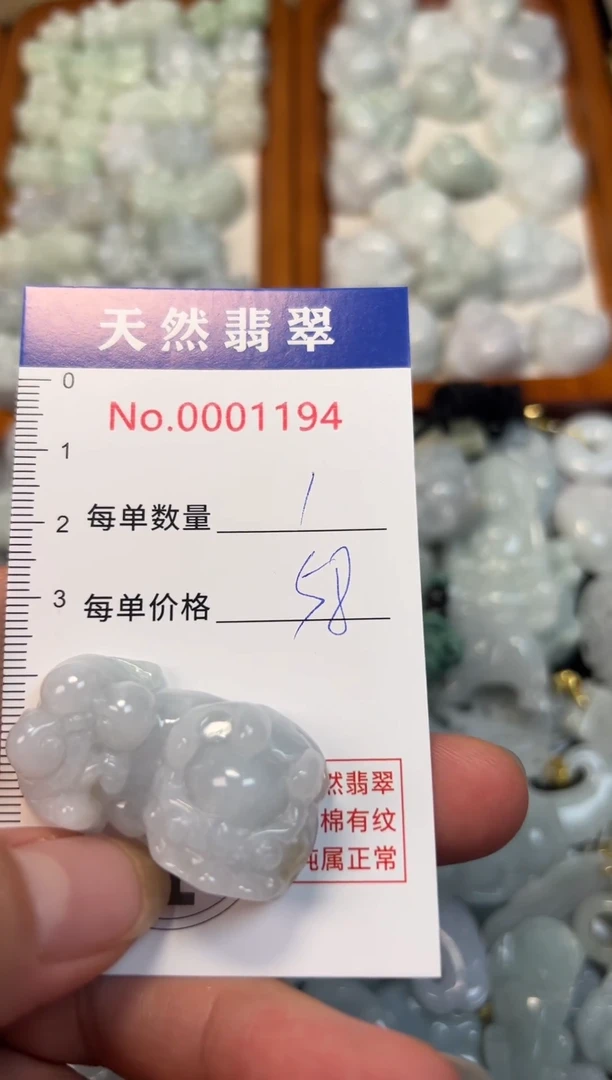 天然翡翠
No.0001194
0
1
每单数量 1
2
每单价格 58
3
然翡翠
棉有纹
纯属正常